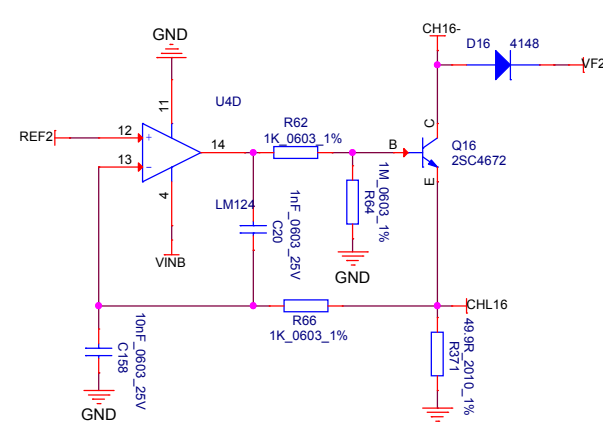 CH16-
GND
D16
4148
VF2
11
U4D
R62
1K_0603_1%
C
REF2
12
+
14
B
Q16
2SC4672
13
-
E
4
LM124
1nF_0603_25V
C20
1M_0603_1%
R64
VINB
GND
CHL16
R66
1K_0603_1%
10nF_0603_25V
C158
49.9R_2010_1%
R371
GND